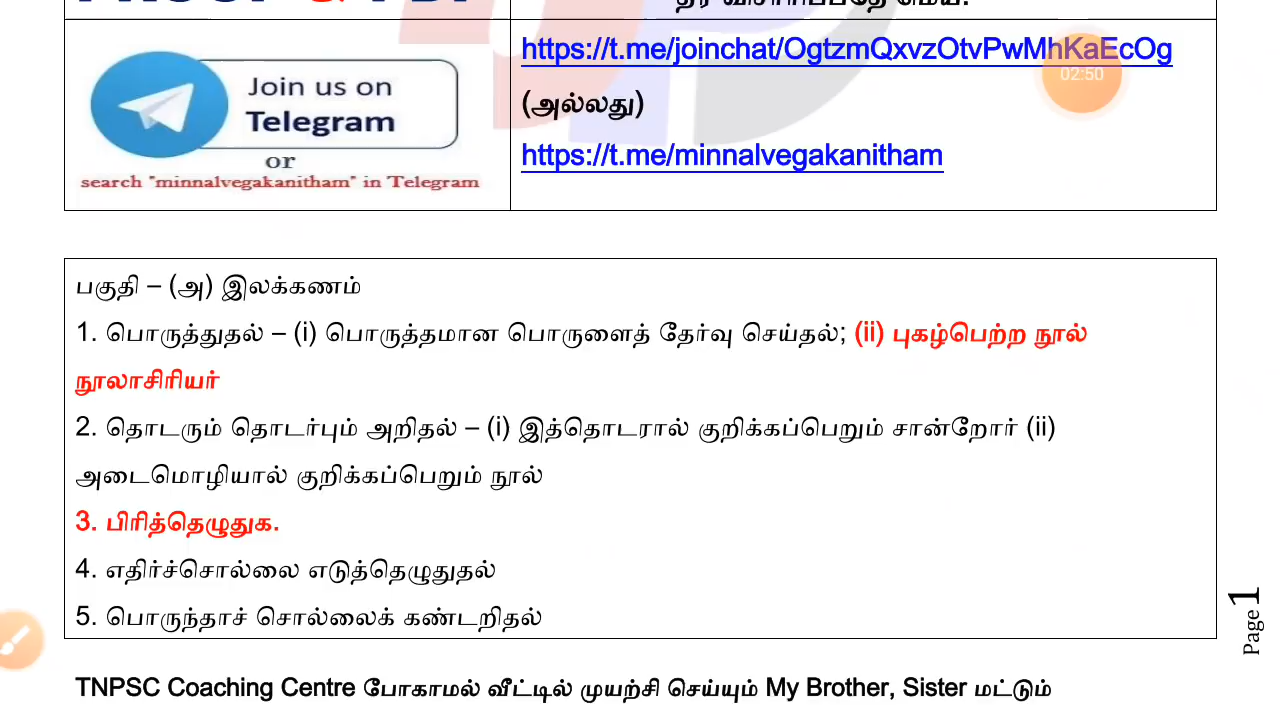 https://t.me/joinchat/OgtzmQxvzOtvPwMhKaEcOg
02:50
Join us on
Telegram
or
search "minnalvegakanitham" in Telegram
(அல்லது)
https://t.me/minnalvegakanitham
பகுதி – (அ) இலக்கணம்
1. பொருத்துதல் – (i) பொருத்தமான பொருளைத் தேர்வு செய்தல்; (ii) புகழ்பெற்ற நூல்
நூலாசிரியர்
2. தொடரும் தொடர்பும் அறிதல் – (i) இத்தொடரால் குறிக்கப்பெறும் சான்றோர் (ii)
அடைமொழியால் குறிக்கப்பெறும் நூல்
3. பிரித்தெழுதுக.
4. எதிர்ச்சொல்லை எடுத்தெழுதுதல்
5. பொருந்தாச் சொல்லைக் கண்டறிதல்
Page 1
TNPSC Coaching Centre போகாமல் வீட்டில் முயற்சி செய்யும் My Brother, Sister மட்டும்